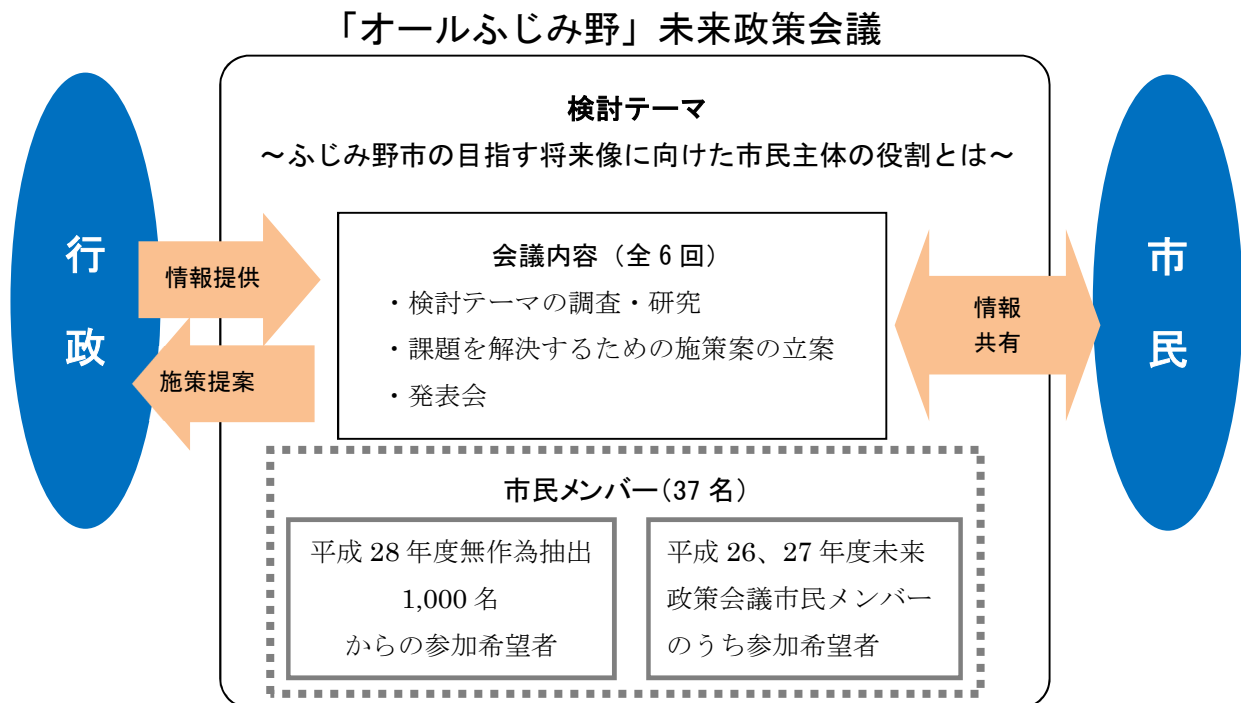 「オールふじみ野」未来政策会議
検討テーマ
～ふじみ野市の目指す将来像に向けた市民主体の役割とは～
行政
情報提供
施策提案
会議内容（全６回）
・検討テーマの調査・研究
・課題を解決するための施策案の立案
・発表会
情報
共有
市民
市民メンバー（37 名）
平成 28 年度無作為抽出
1,000 名
からの参加希望者
平成 26、27 年度未来
政策会議市民メンバー
のうち参加希望者